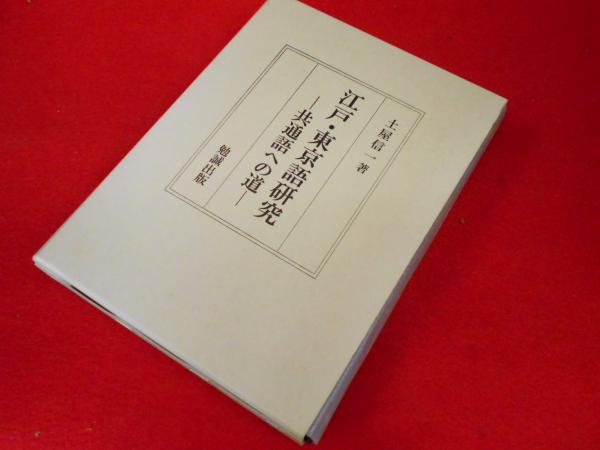 土屋信一著
江戸・東京語研究
―共通語への道―
勉誠出版